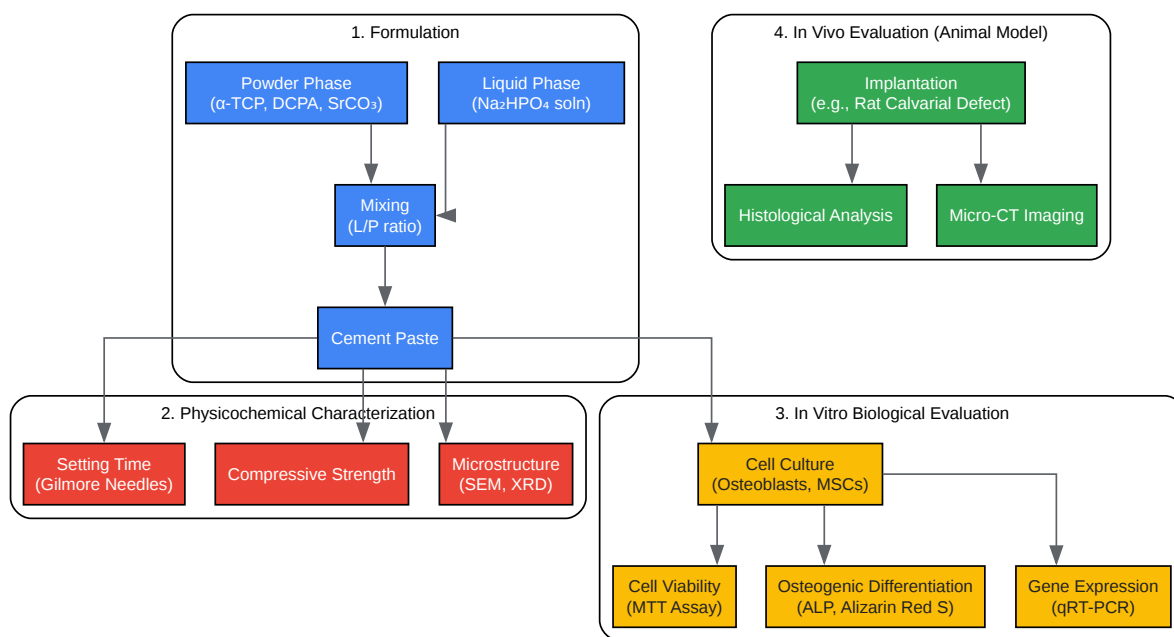 1. Formulation
Powder Phase
(α-TCP, DCPA, SrCO₃)
Liquid Phase
(Na₂HPO₄ soln)
Mixing
(L/P ratio)
Cement Paste
2. Physicochemical Characterization
Setting Time
(Gilmore Needles)
Compressive Strength
Microstructure
(SEM, XRD)
3. In Vitro Biological Evaluation
Cell Culture
(Osteoblasts, MSCs)
Cell Viability
(MTT Assay)
Osteogenic Differentiation
(ALP, Alizarin Red S)
Gene Expression
(qRT-PCR)
4. In Vivo Evaluation (Animal Model)
Implantation
(e.g., Rat Calvarial Defect)
Histological Analysis
Micro-CT Imaging